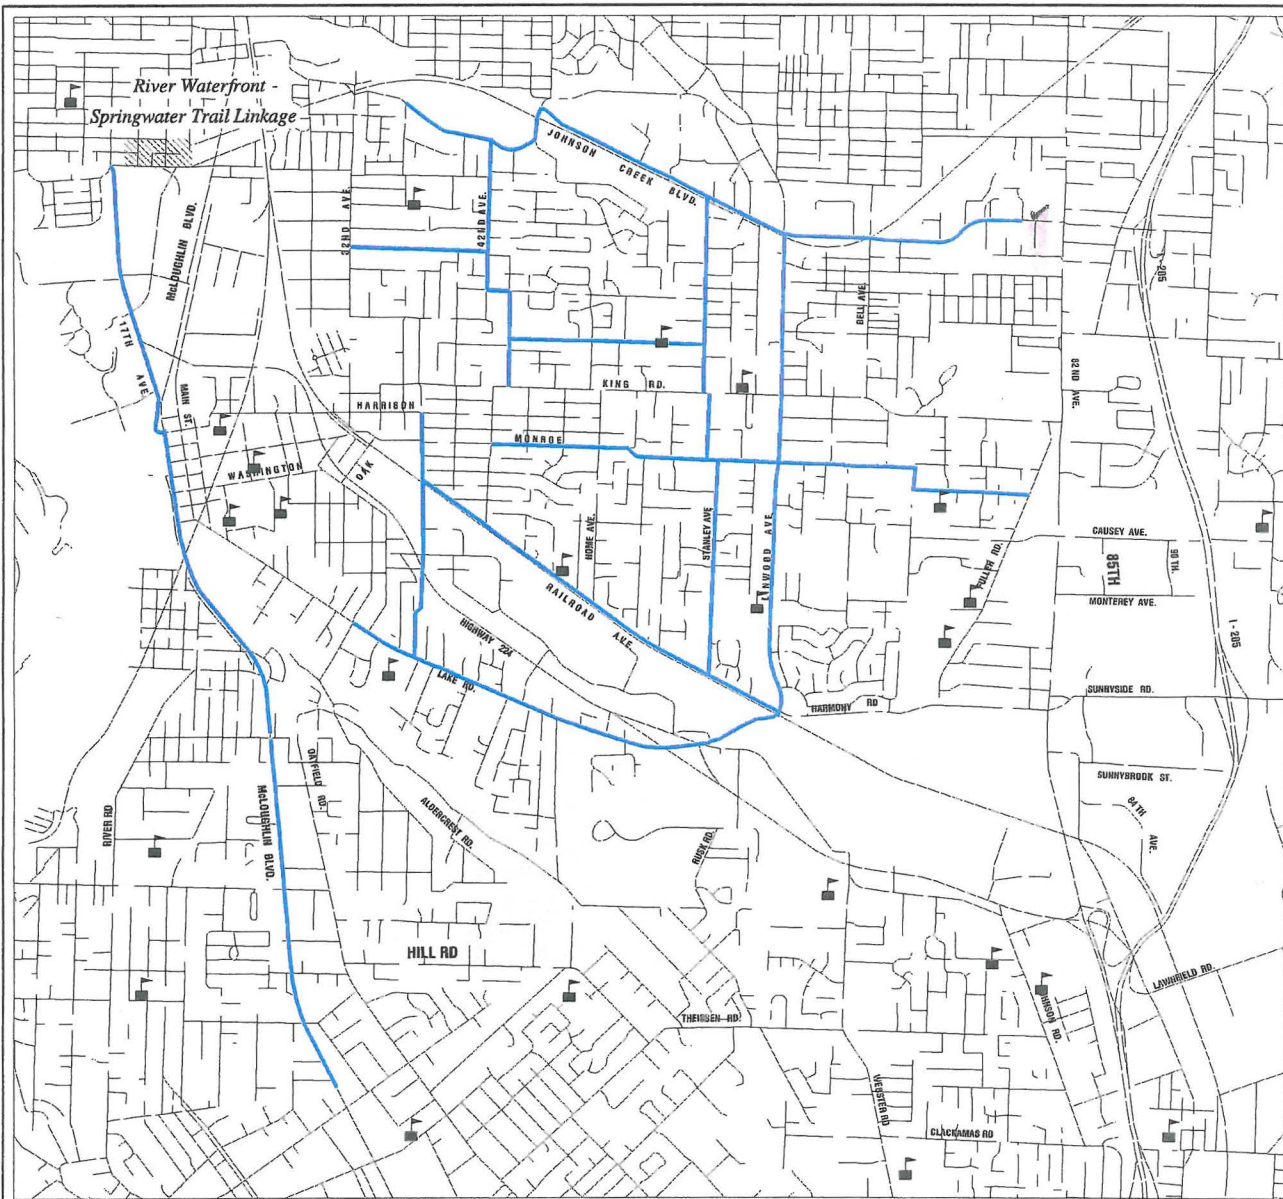 River Waterfront -
Springwater Trail Linkage
JOHNSON CREEK BLVD.
32ND AVE.
42ND AVE.
McLOUGHLIN BLVD.
I-205
BELL AVE.
17TH AVE.
MAIN ST.
82ND AVE.
KING RD.
HARRISON
MONROE
WASHINGTON
OAK
HOME AVE.
STANLEY AVE
LINWOOD AVE.
CAUSEY AVE.
FULLER RD.
85TH
90TH.
MONTEREY AVE.
RAILROAD AVE.
HIGHWAY 224
I-205
LAKE RD.
SUNNYSIDE RD.
HARMONY RD
OATFIELD RD.
SUNNYBROOK ST.
84TH AVE.
RIVER RD
McLOUGHLIN BLVD.
ALDERCREST RD.
RUSK RD.
HILL RD
LAWNFIELD RD.
THEISSEN RD.
JOHNSON RD.
WEBSTER RD
CLACKAMAS RD